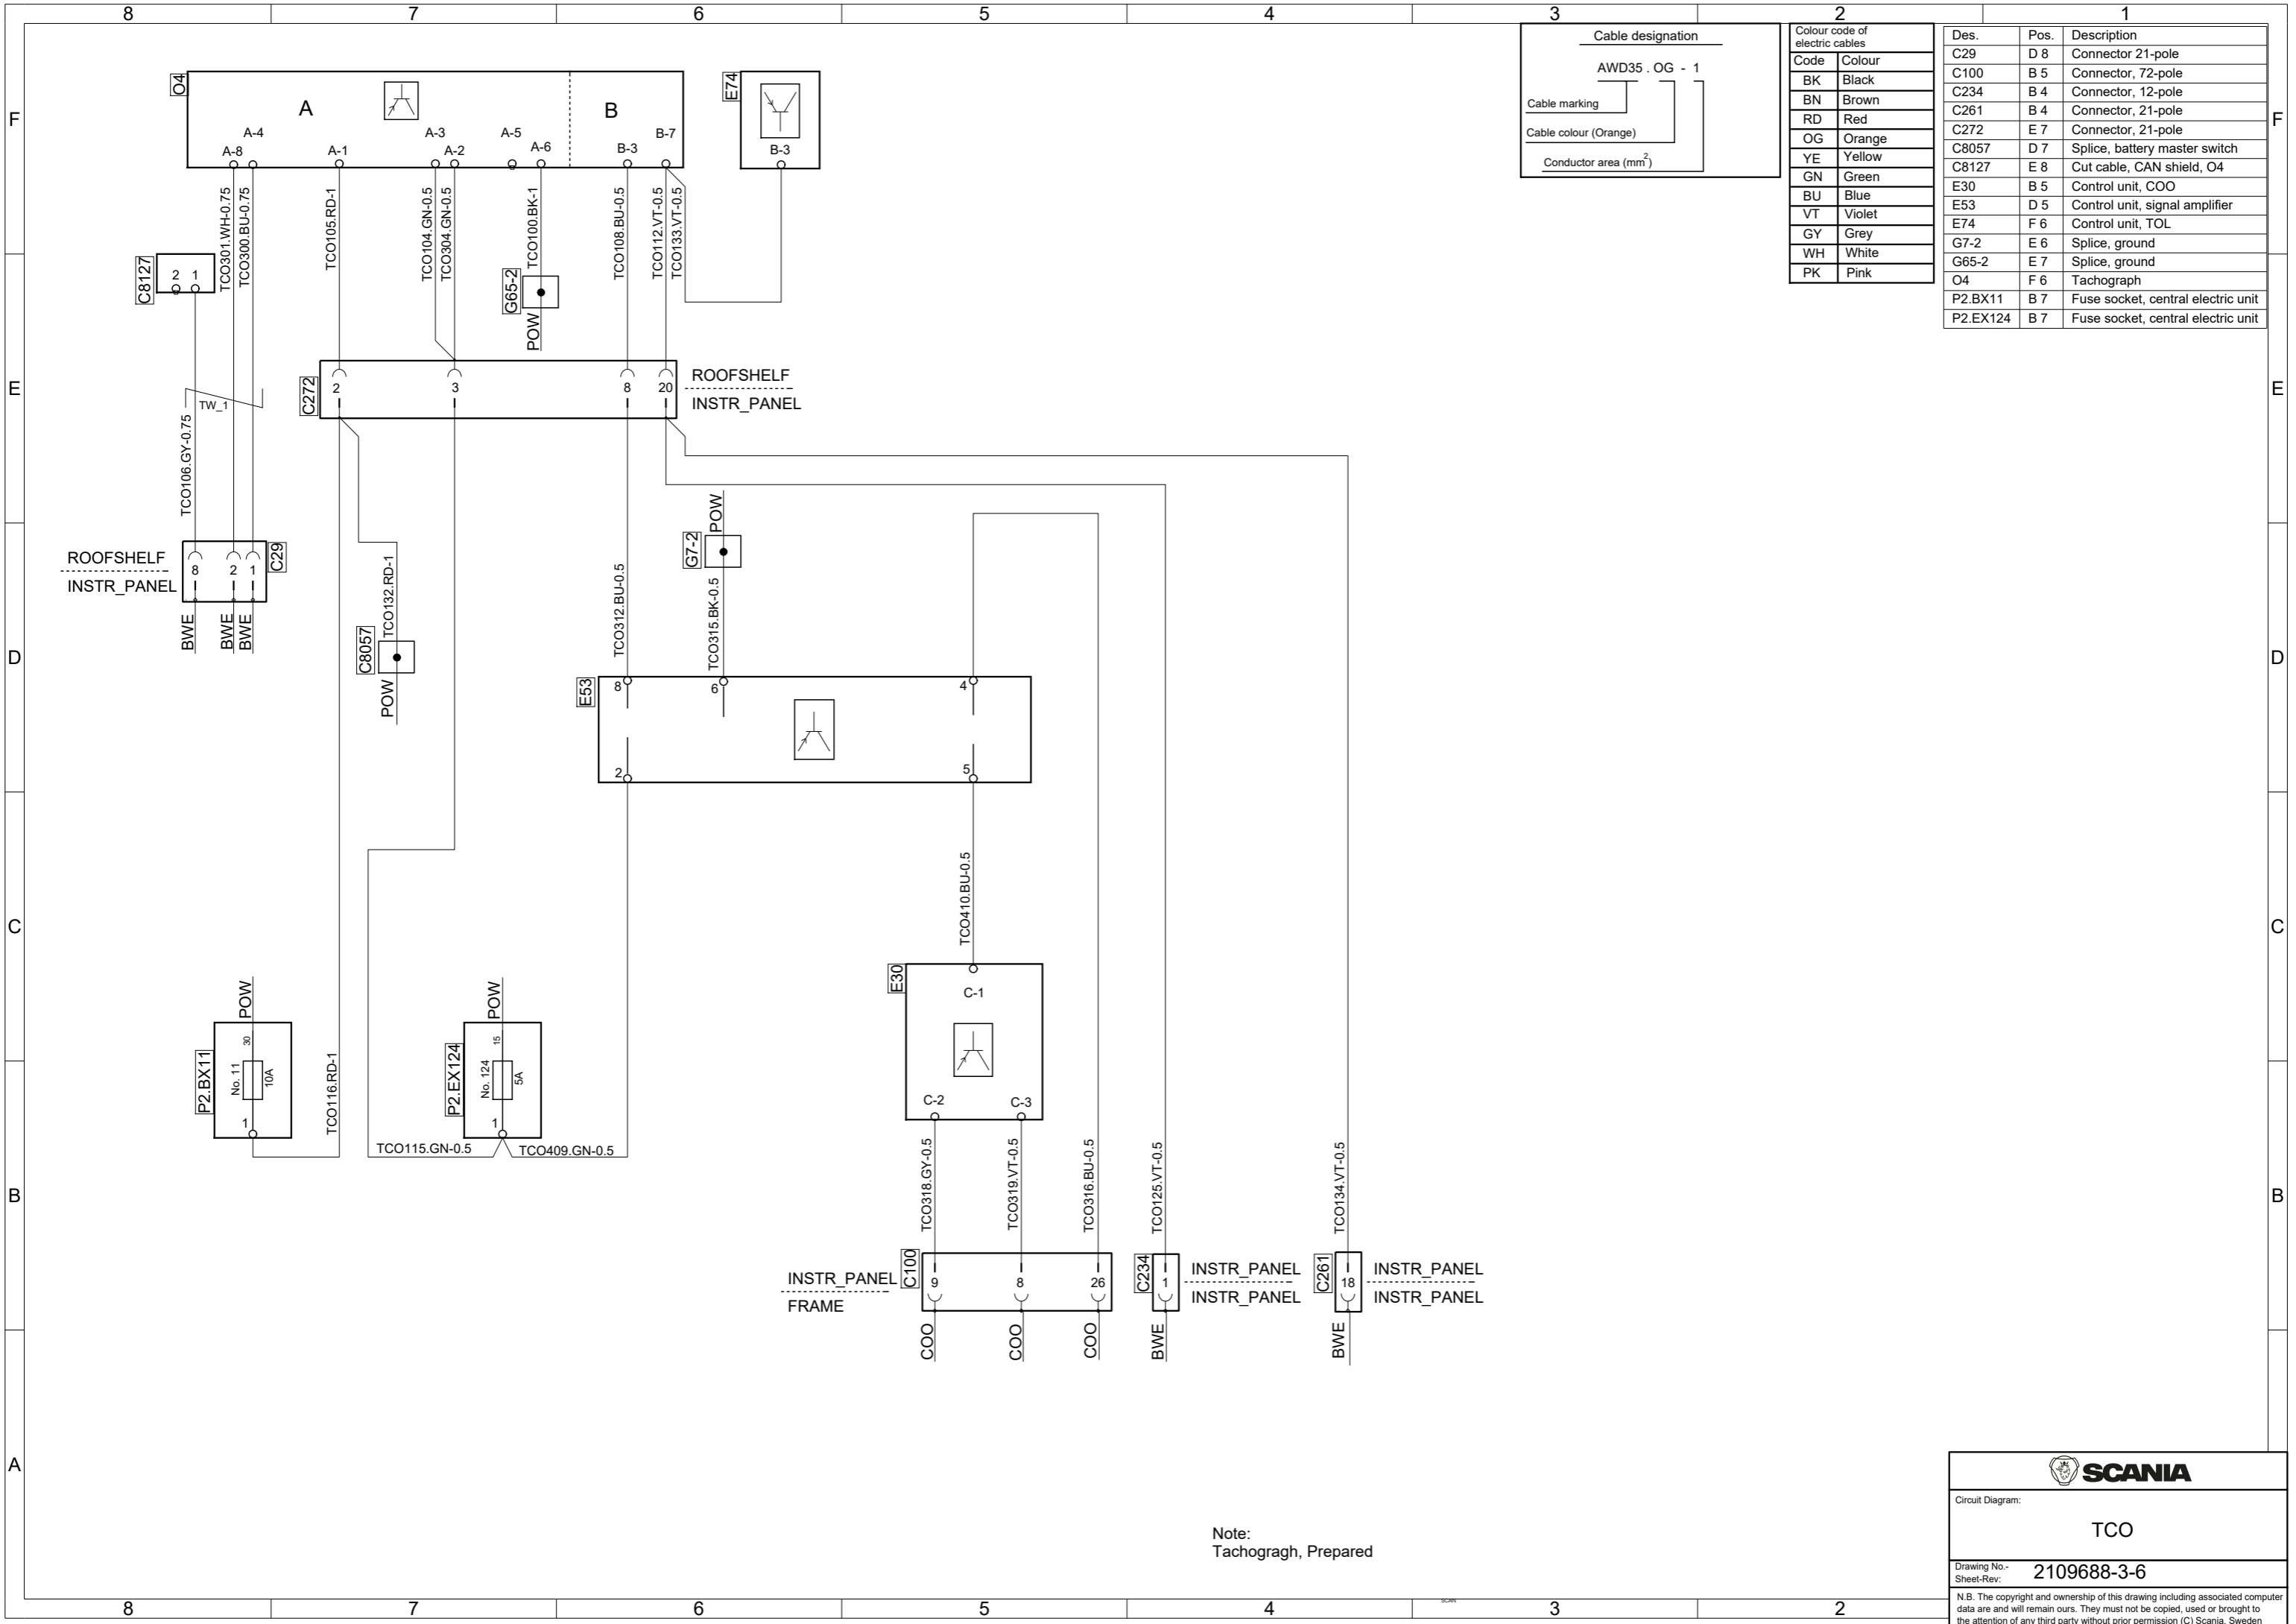 8 7 6 5 4 3 2 1
F
E
D
C
B
A
O4
A
B
A-4
A-8
A-1
A-3
A-2
A-5
A-6
B-3
B-7
E74
B-3
TCO301.WH-0.75
TCO300.BU-0.75
TCO105.RD-1
TCO104.GN-0.5
TCO304.GN-0.5
TCO100.BK-1
TCO108.BU-0.5
TCO112.VT-0.5
TCO133.VT-0.5
C8127
2 1
G65-2
POW
C272
2 3 8 20
ROOFSHELF
INSTR_PANEL
TW_1
TCO106.GY-0.75
ROOFSHELF
INSTR_PANEL
8 2 1
C29
BWE
BWE
BWE
TCO132.RD-1
C8057
POW
TCO312.BU-0.5
G7-2
POW
TCO315.BK-0.5
E53
8 6 4
2 5
TCO410.BU-0.5
E30
C-1
C-2 C-3
P2.BX11
POW
30
No. 11
10A
1
TCO116.RD-1
P2.EX124
POW
15
No. 124
5A
1
TCO115.GN-0.5
TCO409.GN-0.5
TCO318.GY-0.5
TCO319.VT-0.5
TCO316.BU-0.5
TCO125.VT-0.5
TCO134.VT-0.5
INSTR_PANEL
FRAME
C100
9 8 26
COO
COO
COO
C234
1
INSTR_PANEL
INSTR_PANEL
BWE
C261
18
INSTR_PANEL
INSTR_PANEL
BWE
Cable designation
AWD35 . OG - 1
Cable marking
Cable colour (Orange)
Conductor area (mm2)
Colour code of
electric cables
Code Colour
BK Black
BN Brown
RD Red
OG Orange
YE Yellow
GN Green
BU Blue
VT Violet
GY Grey
WH White
PK Pink
Des. Pos. Description
C29 D 8 Connector 21-pole
C100 B 5 Connector, 72-pole
C234 B 4 Connector, 12-pole
C261 B 4 Connector, 21-pole
C272 E 7 Connector, 21-pole
C8057 D 7 Splice, battery master switch
C8127 E 8 Cut cable, CAN shield, O4
E30 B 5 Control unit, COO
E53 D 5 Control unit, signal amplifier
E74 F 6 Control unit, TOL
G7-2 E 6 Splice, ground
G65-2 E 7 Splice, ground
O4 F 6 Tachograph
P2.BX11 B 7 Fuse socket, central electric unit
P2.EX124 B 7 Fuse socket, central electric unit
F
E
D
C
B
Note:
Tachogragh, Prepared
SCANIA
Circuit Diagram:
TCO
Drawing No.-
Sheet-Rev:
2109688-3-6
N.B. The copyright and ownership of this drawing including associated computer
data are and will remain ours. They must not be copied, used or brought to
the attention of any third party without prior permission (C) Scania, Sweden
8 7 6 5 4 3 2